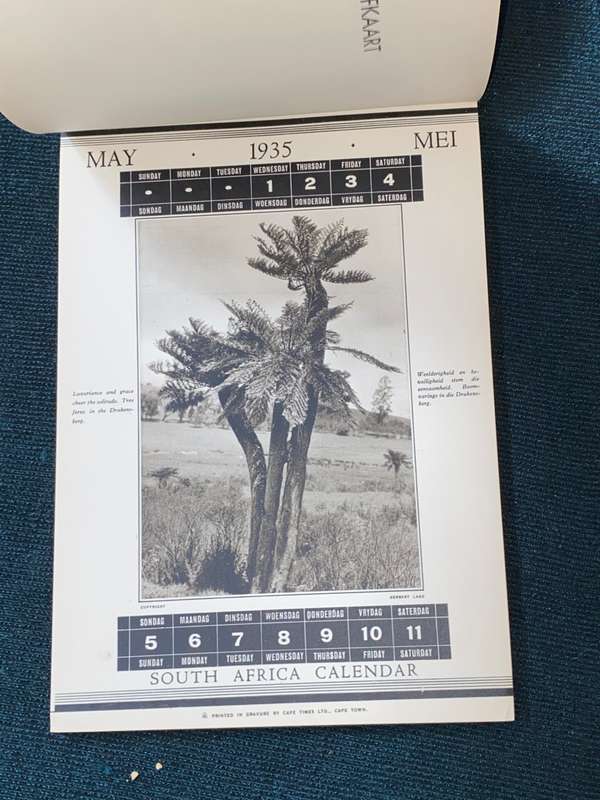 FKAART
MAY · 1935 · MEI
SUNDAY MONDAY TUESDAY WEDNESDAY THURSDAY FRIDAY SATURDAY
• • • 1 2 3 4
SONDAG MAANDAG DINSDAG WOENSDAG DONDERDAG VRYDAG SATERDAG
Luxuriance and grace
cheer the solitude. Tree
ferns in the Drakens-
berg.
Weelderigheid en be-
valligheid stem die
eensaamheid. Boom-
varings in die Drakens-
berg.
COPYRIGHT
HERBERT LANG
SONDAG MAANDAG DINSDAG WOENSDAG DONDERDAG VRYDAG SATERDAG
5 6 7 8 9 10 11
SUNDAY MONDAY TUESDAY WEDNESDAY THURSDAY FRIDAY SATURDAY
SOUTH AFRICA CALENDAR
PRINTED IN GRAVURE BY CAPE TIMES LTD., CAPE TOWN.